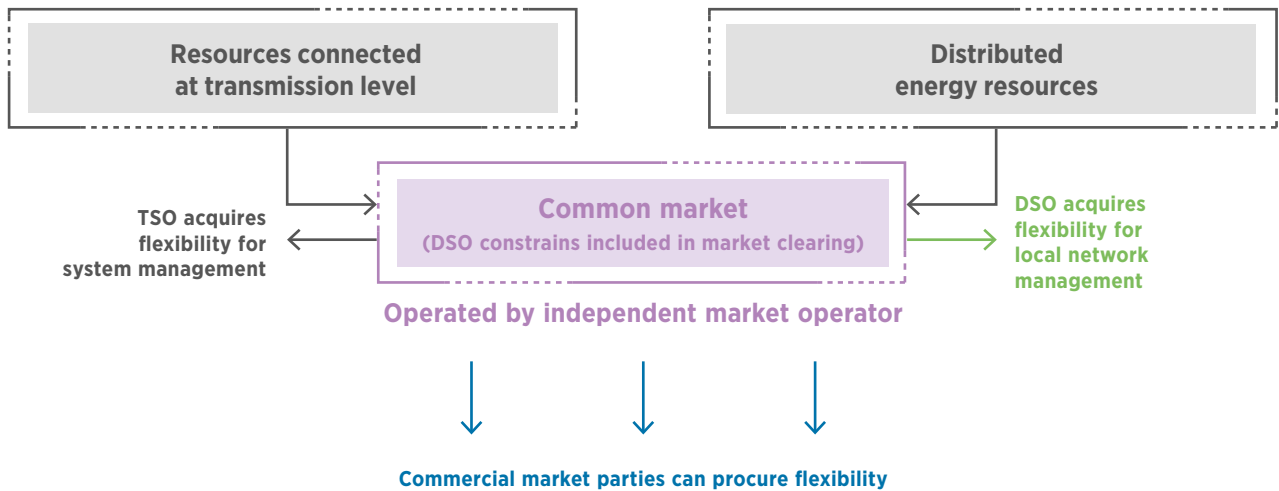 Resources connected
at transmission level
Distributed
energy resources
TSO acquires
flexibility for
system management
Common market
(DSO constrains included in market clearing)
DSO acquires
flexibility for
local network
management
Operated by independent market operator
Commercial market parties can procure flexibility